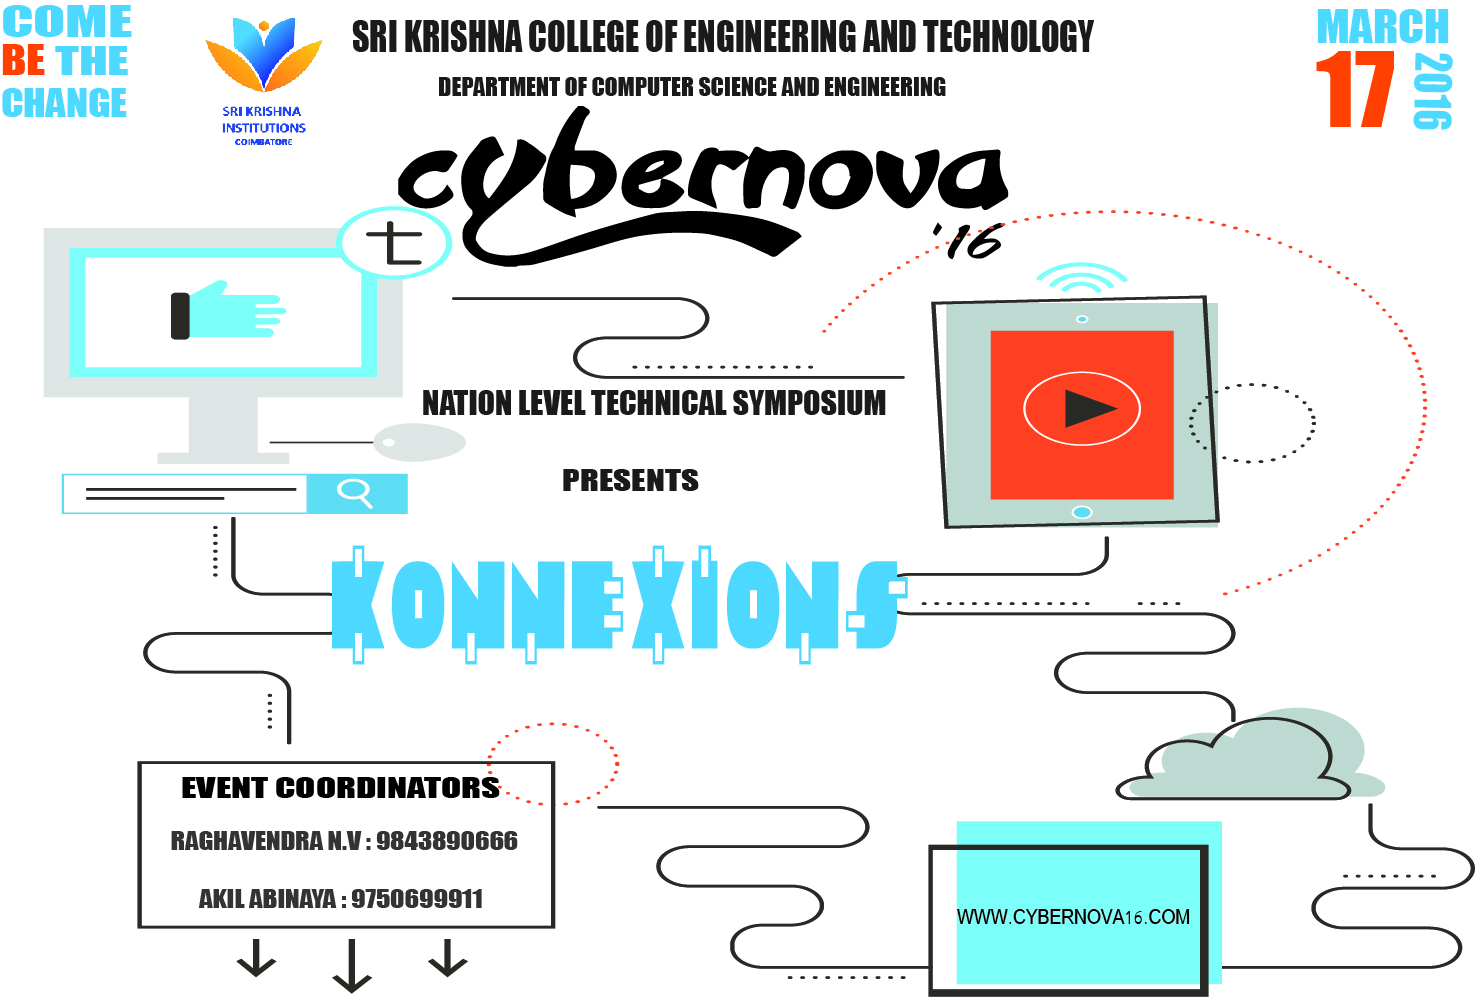 COME
BE THE
CHANGE
SRI KRISHNA
INSTITUTIONS
COIMBATORE
SRI KRISHNA COLLEGE OF ENGINEERING AND TECHNOLOGY
DEPARTMENT OF COMPUTER SCIENCE AND ENGINEERING
MARCH
17
2016
cybernova
'16
NATION LEVEL TECHNICAL SYMPOSIUM
PRESENTS
KONNEXIONS
EVENT COORDINATORS
RAGHAVENDRA N.V : 9843890666
AKIL ABINAYA : 9750699911
WWW.CYBERNOVA16.COM